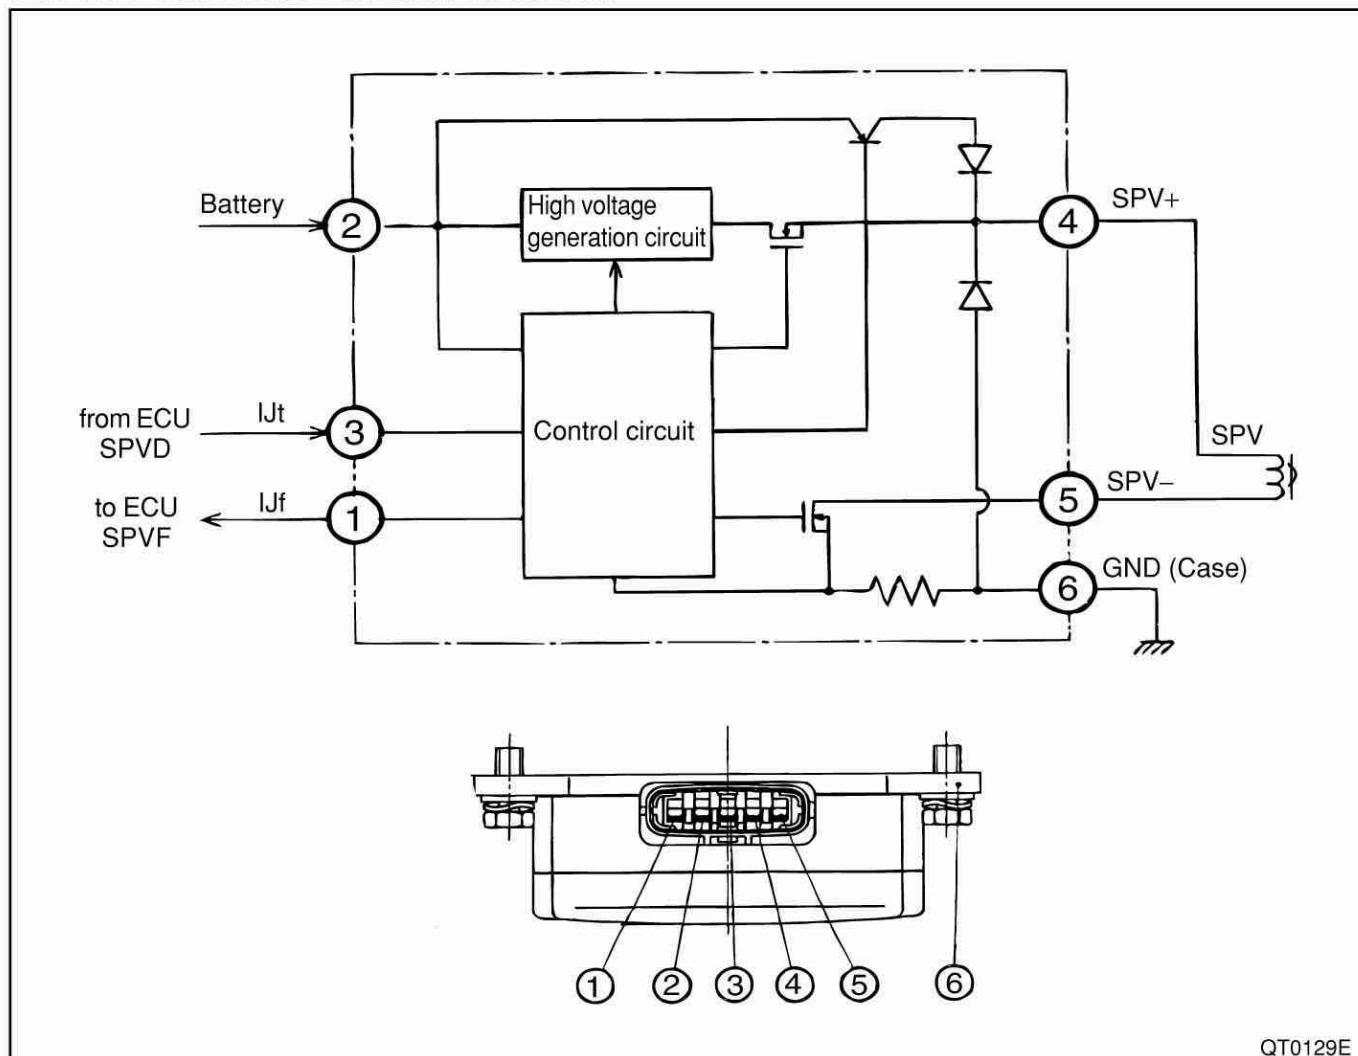 Battery
2
High voltage
generation circuit
4
SPV+
from ECU
SPVD
IJt
3
Control circuit
SPV
to ECU
SPVF
IJf
1
5
SPV−
6
GND (Case)
1
2
3
4
5
6
QT0129E